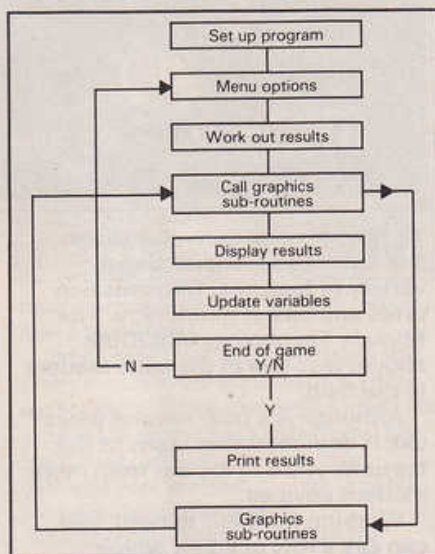 Set up program
Menu options
Work out results
Call graphics
sub-routines
Display results
Update variables
End of game
Y/N
N
Y
Print results
Graphics
sub-routines